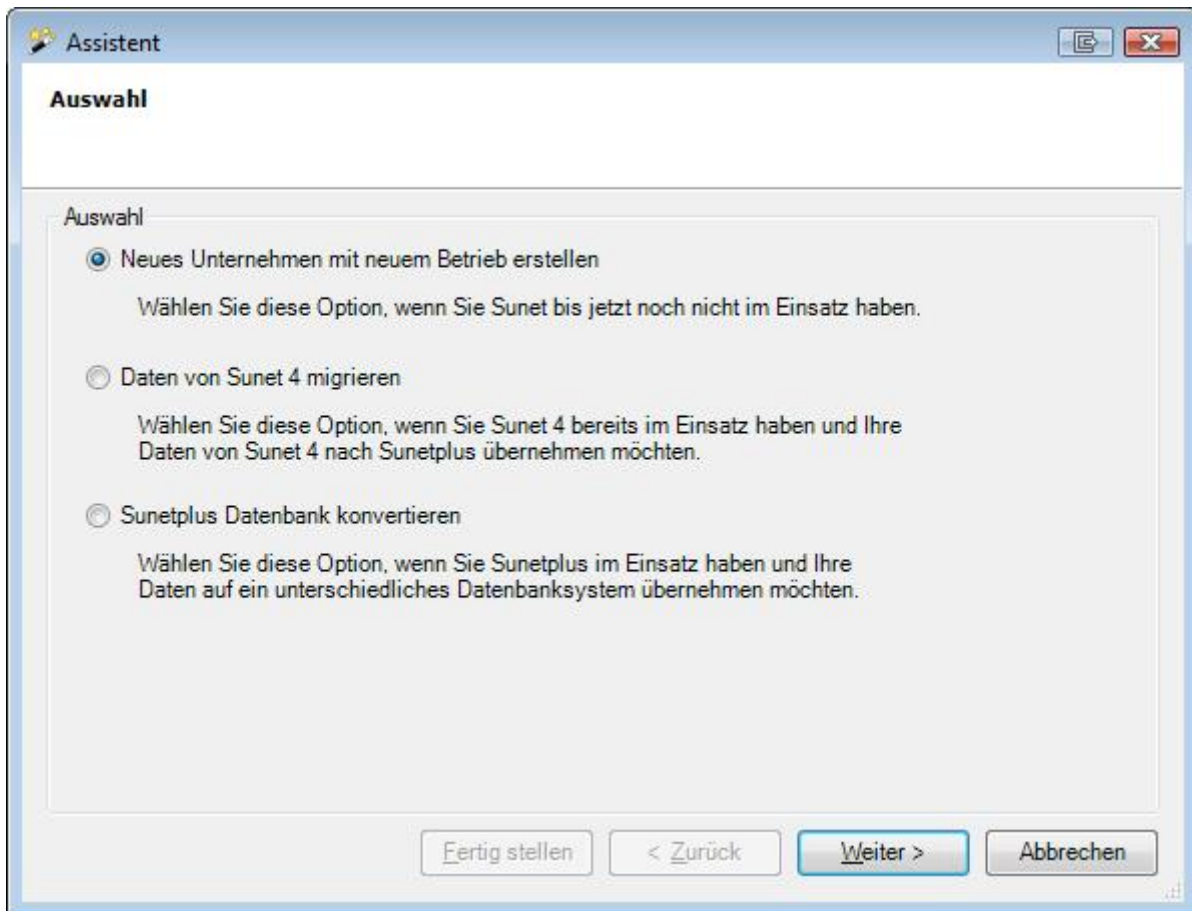 Assistent
Auswahl
Auswahl
Neues Unternehmen mit neuem Betrieb erstellen
Wählen Sie diese Option, wenn Sie Sunet bis jetzt noch nicht im Einsatz haben.
Daten von Sunet 4 migrieren
Wählen Sie diese Option, wenn Sie Sunet 4 bereits im Einsatz haben und Ihre
Daten von Sunet 4 nach Sunetplus übernehmen möchten.
Sunetplus Datenbank konvertieren
Wählen Sie diese Option, wenn Sie Sunetplus im Einsatz haben und Ihre
Daten auf ein unterschiedliches Datenbanksystem übernehmen möchten.
Fertig stellen < Zurück Weiter > Abbrechen